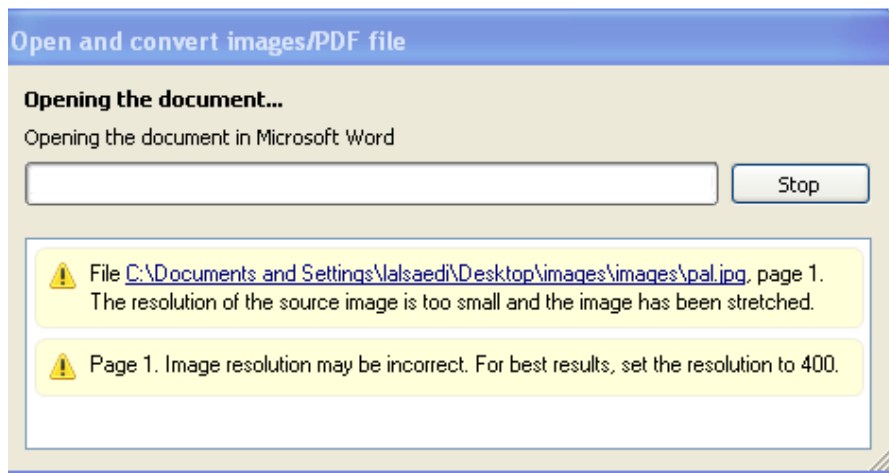 Open and convert images/PDF file
Opening the document...
Opening the document in Microsoft Word
Stop
File C:\Documents and Settings\lalsaedi\Desktop\images\images\pal.jpg, page 1.
The resolution of the source image is too small and the image has been stretched.
Page 1. Image resolution may be incorrect. For best results, set the resolution to 400.